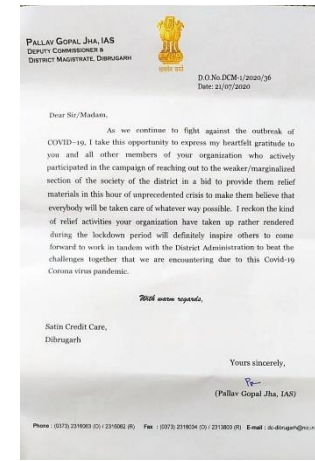 PALLAV GOPAL JHA, IAS
DEPUTY COMMISSIONER &
DISTRICT MAGISTRATE, DIBRUGARH
सत्यमेव जयते
D.O.No.DCM-1/2020/36
Date: 21/07/2020
Dear Sir/Madam,
As we continue to fight against the outbreak of
COVID-19, I take this opportunity to express my heartfelt gratitude to
you and all other members of your organization who actively
participated in the campaign of reaching out to the weaker/marginalized
section of the society of the district in a bid to provide them relief
materials in this hour of unprecedented crisis to make them believe that
everybody will be taken care of whatever way possible. I reckon the kind
of relief activities your organization have taken up rather rendered
during the lockdown period will definitely inspire others to come
forward to work in tandem with the District Administration to beat the
challenges together that we are encountering due to this Covid-19
Corona virus pandemic.
With warm regards,
Satin Credit Care,
Dibrugarh
Yours sincerely,
(Pallav Gopal Jha, IAS)
Phone : (0373) 2316063 (O) / 2316062 (R) Fax : (0373) 2316034 (O) / 2313803 (R) E-mail : dc-dibrugarh@nic.in